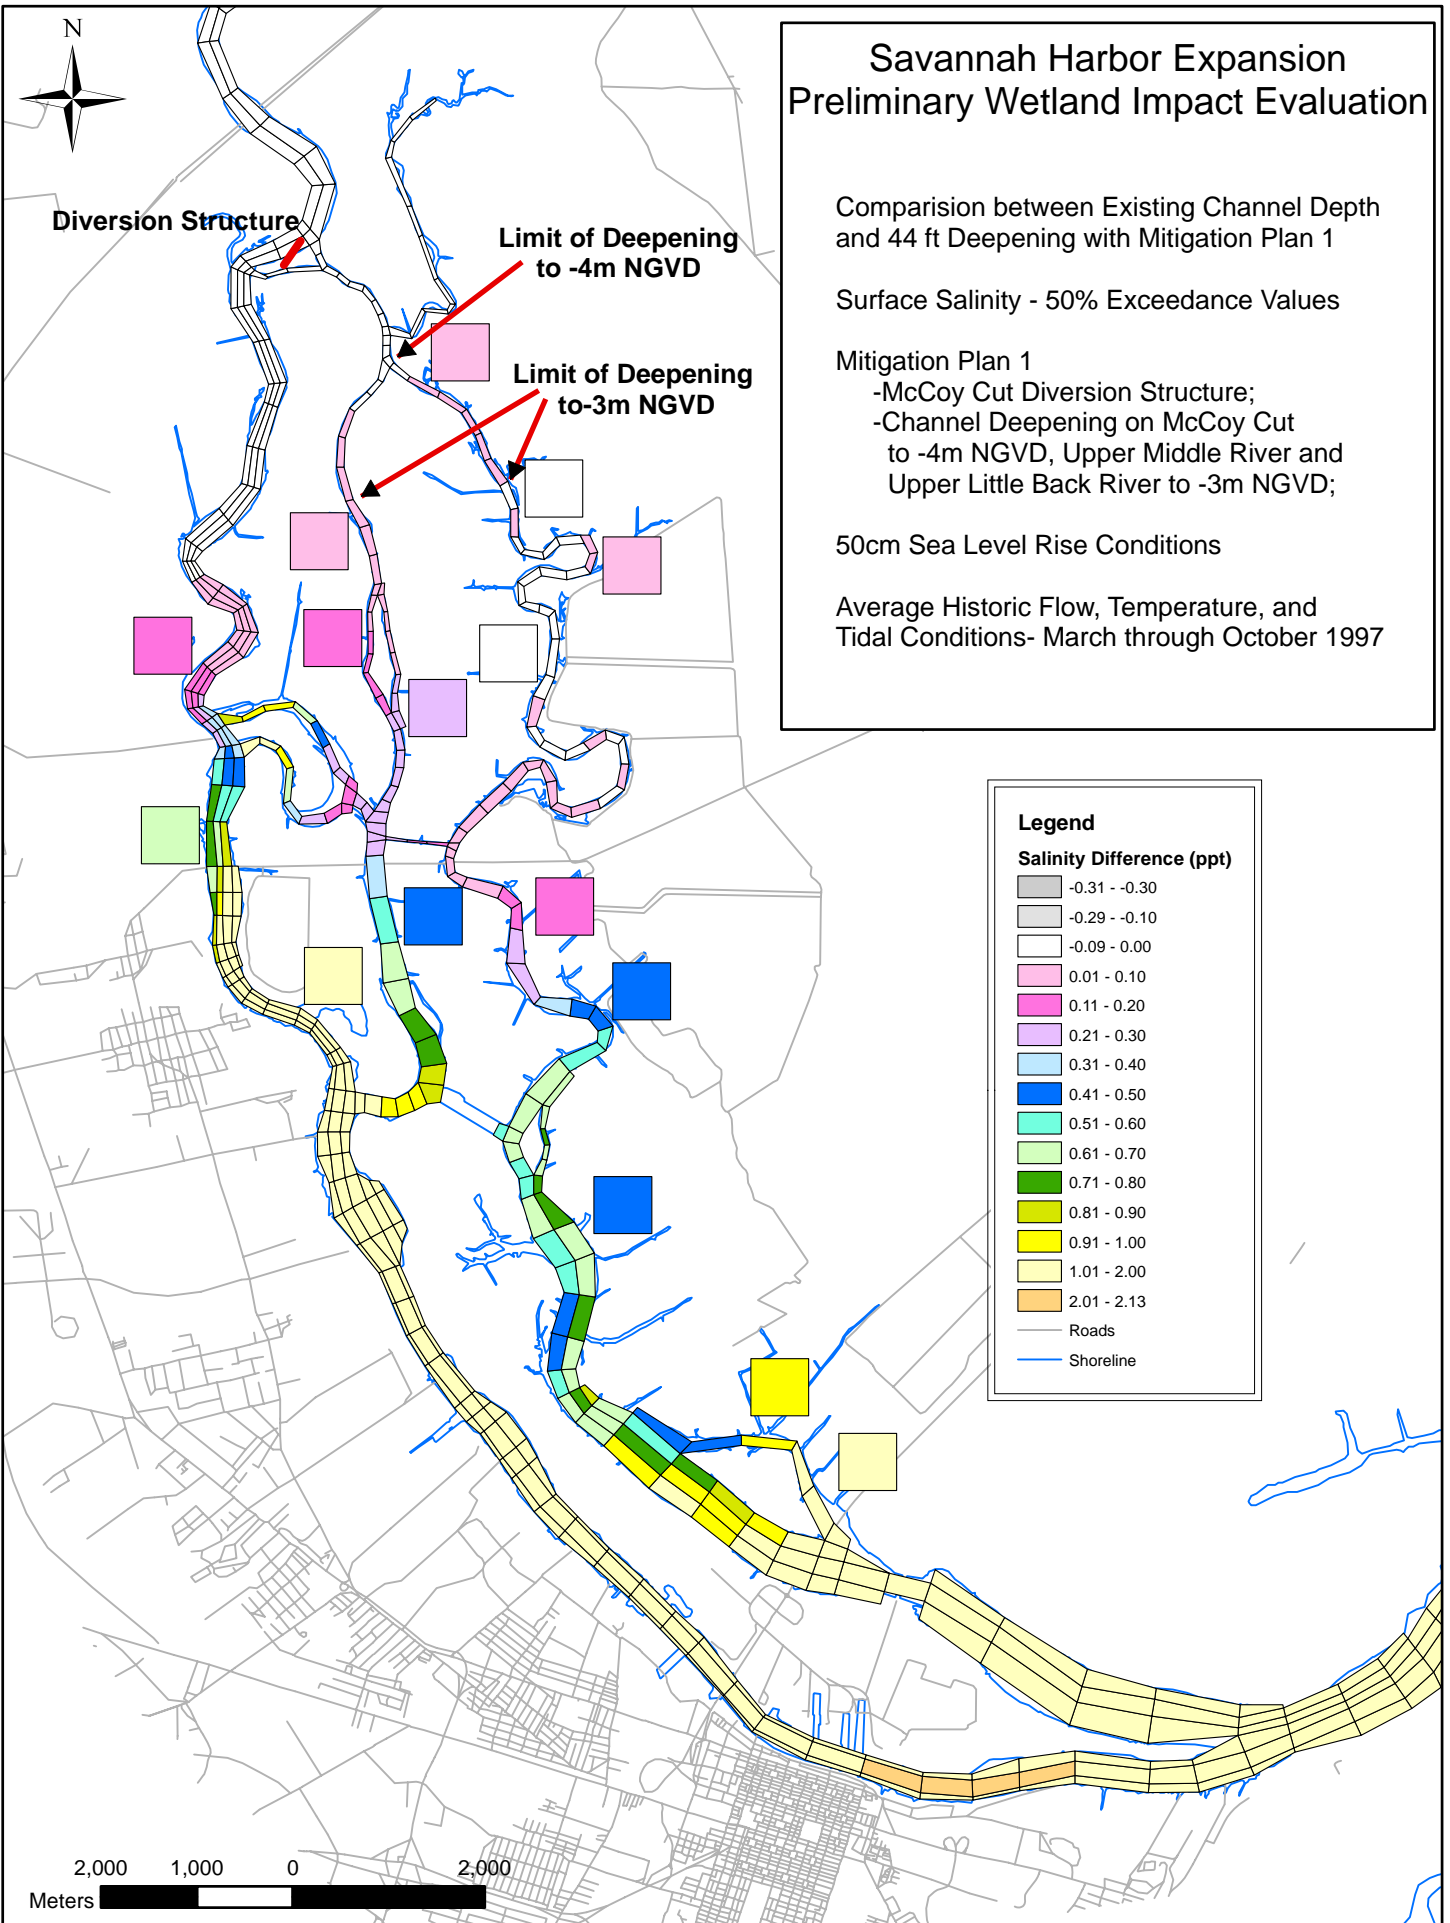 N
Savannah Harbor Expansion
Preliminary Wetland Impact Evaluation
Comparision between Existing Channel Depth
and 44 ft Deepening with Mitigation Plan 1
Surface Salinity - 50% Exceedance Values
Mitigation Plan 1
-McCoy Cut Diversion Structure;
-Channel Deepening on McCoy Cut
to -4m NGVD, Upper Middle River and
Upper Little Back River to -3m NGVD;
50cm Sea Level Rise Conditions
Average Historic Flow, Temperature, and
Tidal Conditions- March through October 1997
Diversion Structure
Limit of Deepening
to -4m NGVD
Limit of Deepening
to-3m NGVD
Legend
Salinity Difference (ppt)
-0.31 - -0.30
-0.29 - -0.10
-0.09 - 0.00
0.01 - 0.10
0.11 - 0.20
0.21 - 0.30
0.31 - 0.40
0.41 - 0.50
0.51 - 0.60
0.61 - 0.70
0.71 - 0.80
0.81 - 0.90
0.91 - 1.00
1.01 - 2.00
2.01 - 2.13
Roads
Shoreline
2,000 1,000 0 2,000
Meters